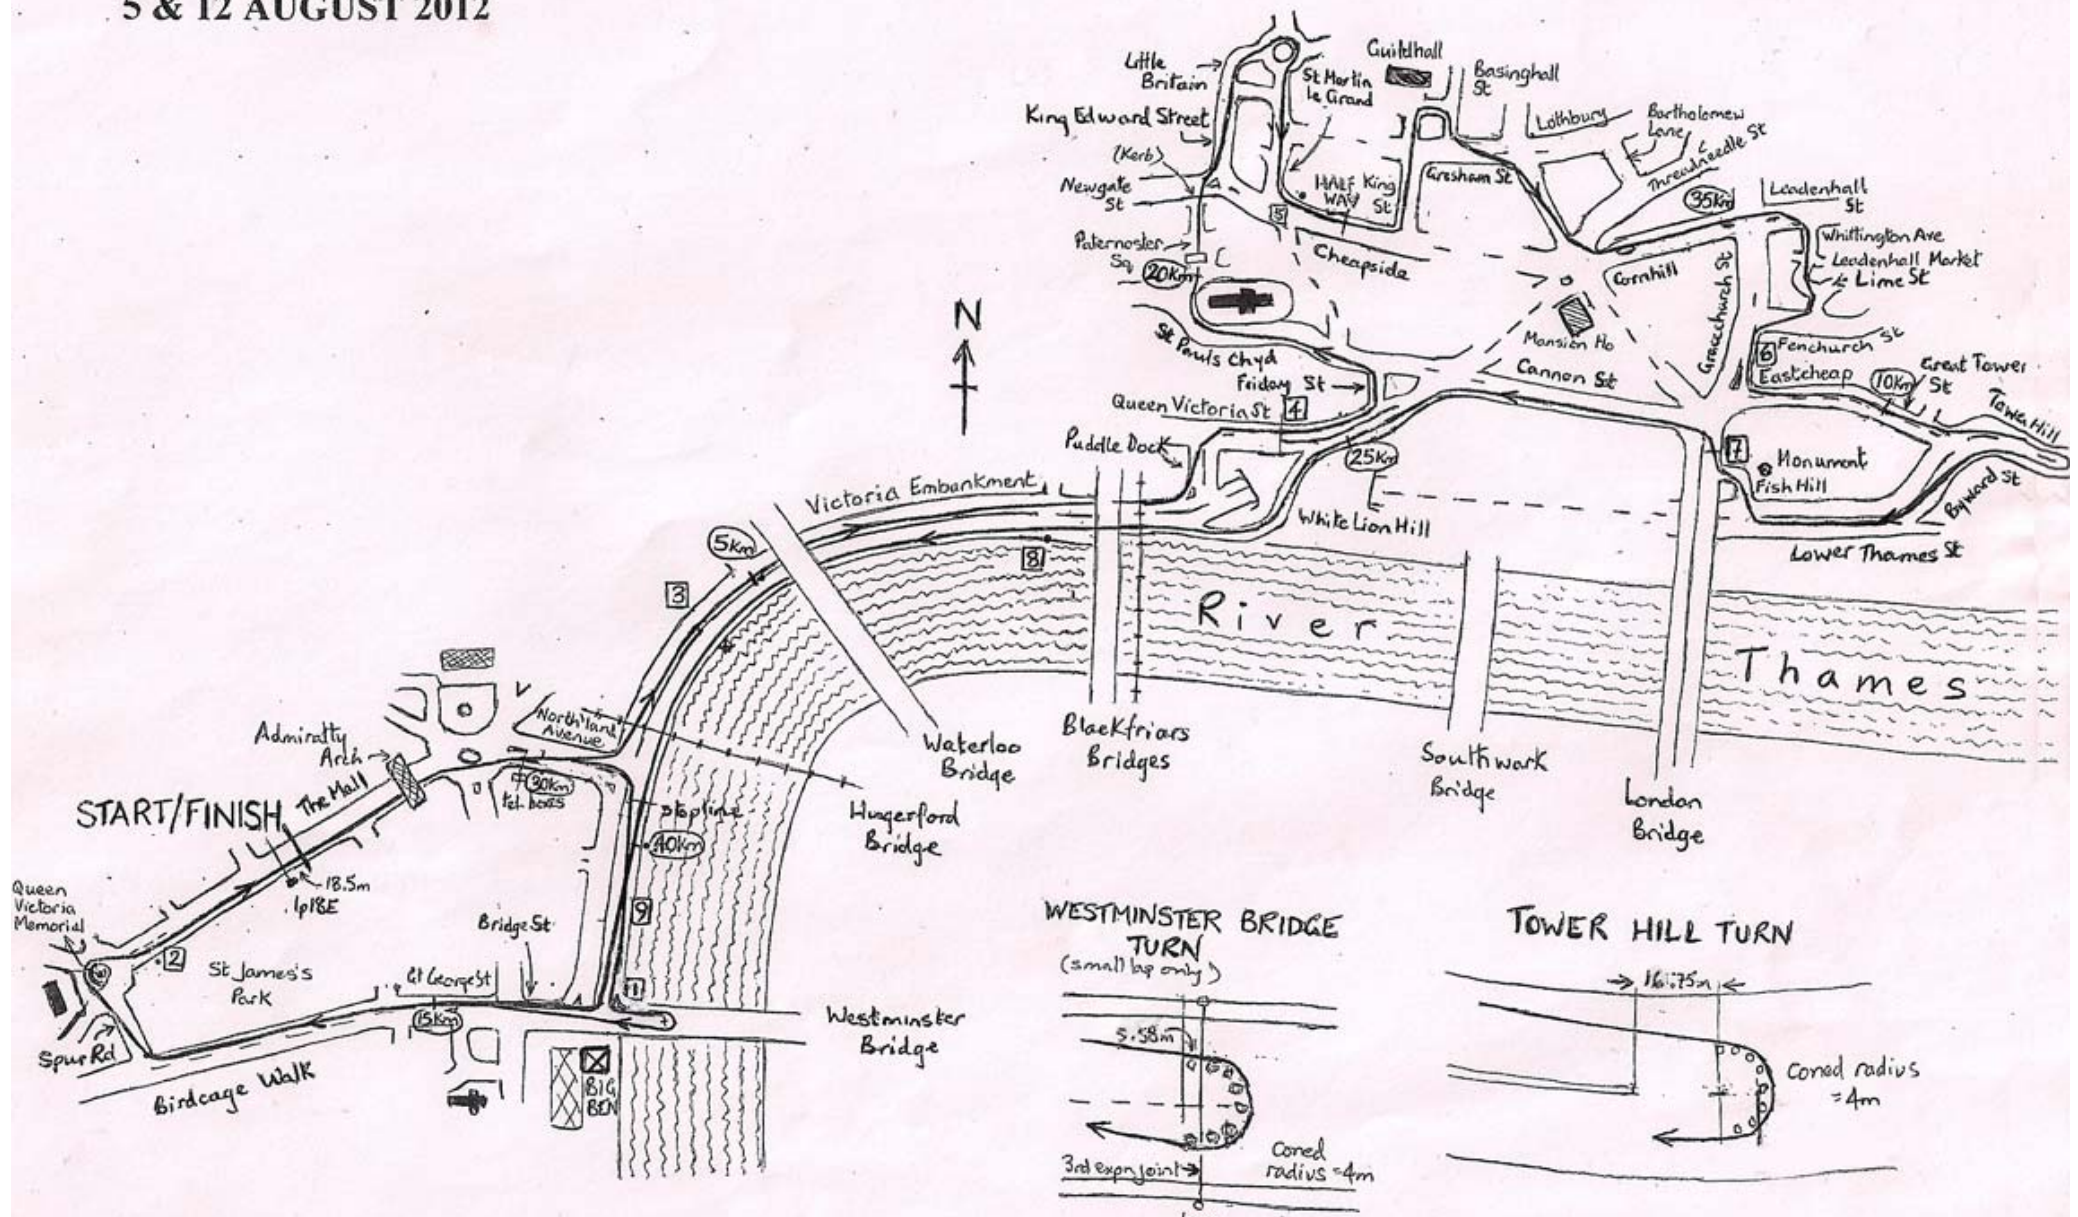 5 & 12 AUGUST 2012
Little
Britain
King Edward Street
(Kerb)
Newgate
St
Paternoster
Sq
20Km
St Martin
le Grand
Guildhall
Basinghall
St
Lothbury
Bartholomew
Lane
Threadneedle St
HALF
WAY
King
St
Gresham St
5
Cheapside
35Km
Leadenhall
St
Whittington Ave
Leadenhall Market
Lime St
Cornhill
Gracechurch St
Mansion Ho
N
St Pauls Chyd
Friday St
Cannon St
6
Fenchurch St
Eastcheap
10Km
Great Tower
St
Tower Hill
Queen Victoria St
4
Puddle Dock
25Km
7
Monument
Fish Hill
Byward St
Victoria Embankment
White Lion Hill
Lower Thames St
5Km
8
3
River
Thames
Admiralty
Arch
The Mall
Avenue
30Km
tel. boxes
Waterloo
Bridge
Blackfriars
Bridges
Southwark
Bridge
London
Bridge
START/FINISH
stopline
40Km
Hungerford
Bridge
18.5m
lp18E
Queen
Victoria
Memorial
2
St James's
Park
Bridge St
9
Gt George St
1
15Km
Westminster
Bridge
Spur Rd
Birdcage Walk
BIG
BEN
WESTMINSTER BRIDGE
TURN
(small lap only)
5.58m
3rd expn joint
Coned
radius = 4m
TOWER HILL TURN
16.75m
Coned radius
= 4m